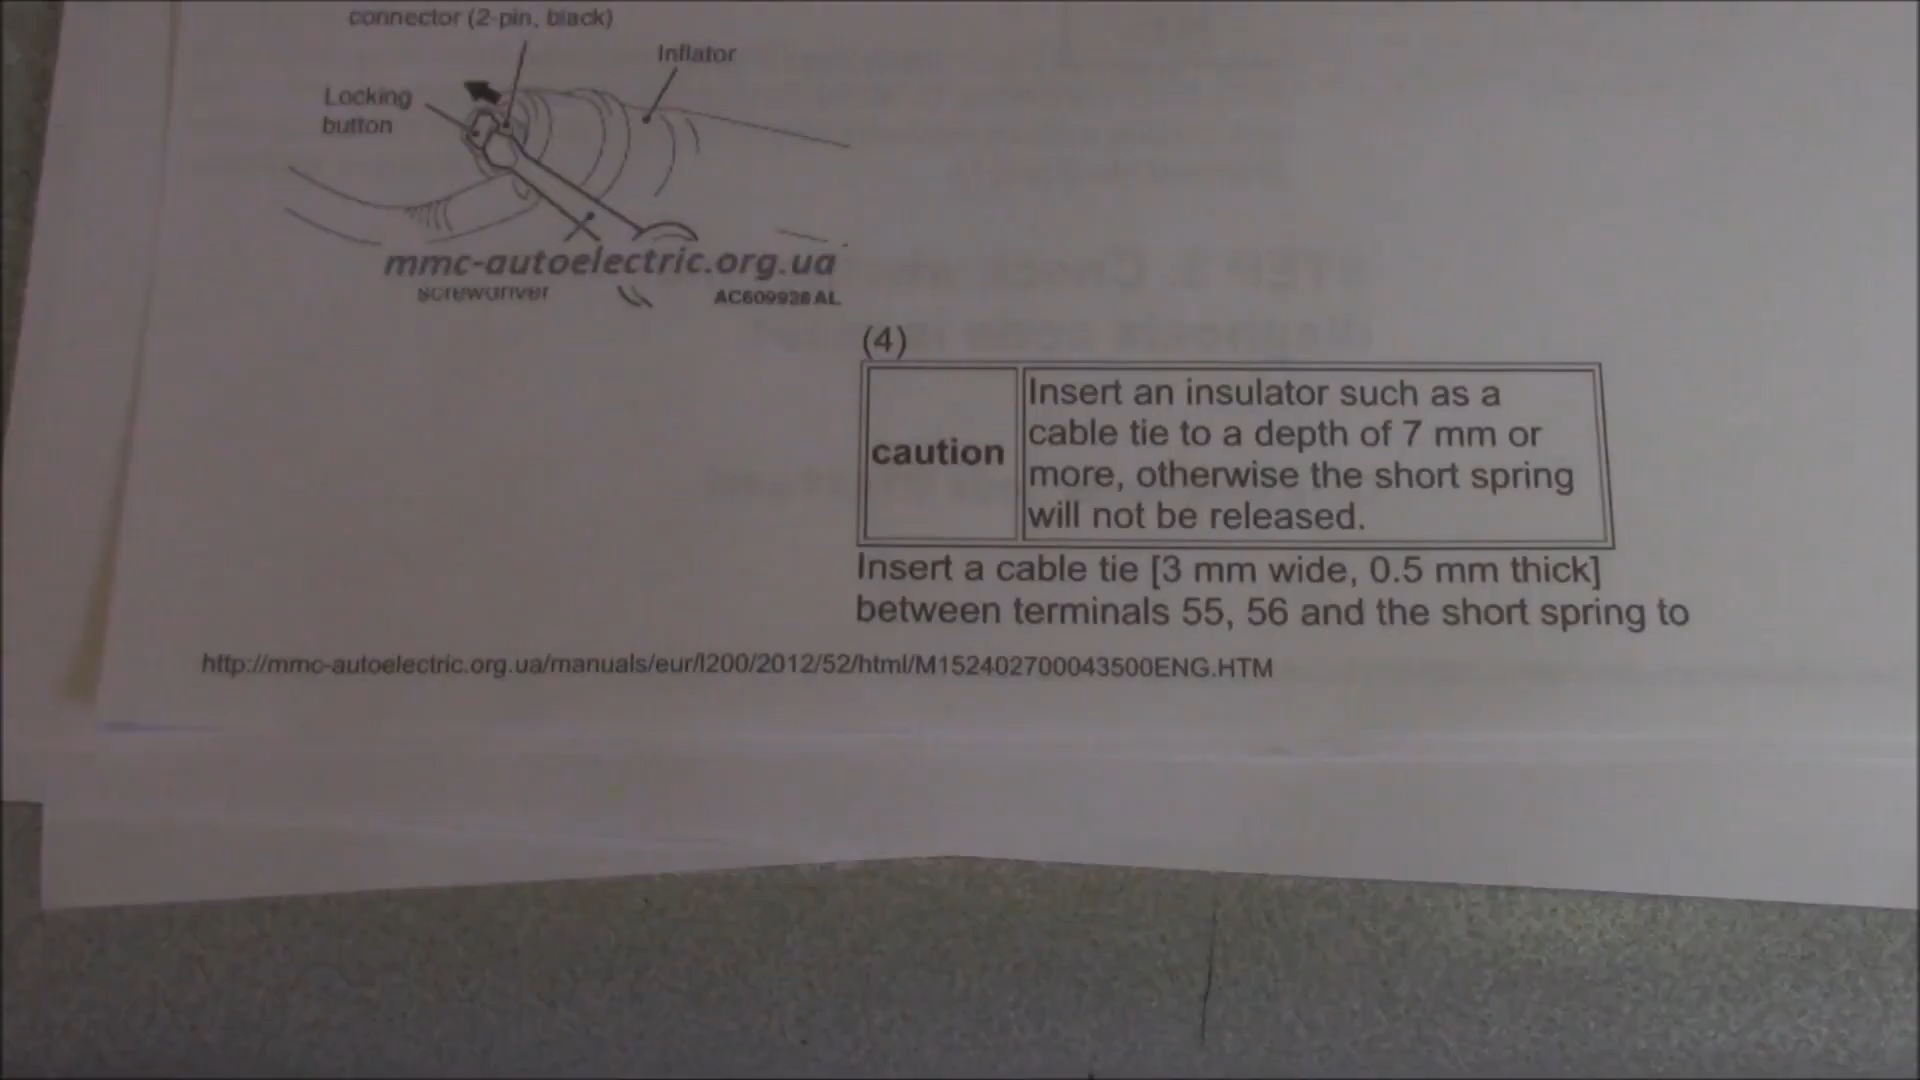 connector (2-pin, black)
Inflator
Locking
button
mmc-autoelectric.org.ua
screwdriver
AC609928AL
(4)
caution
Insert an insulator such as a
cable tie to a depth of 7 mm or
more, otherwise the short spring
will not be released.
Insert a cable tie [3 mm wide, 0.5 mm thick]
between terminals 55, 56 and the short spring to
http://mmc-autoelectric.org.ua/manuals/eur/l200/2012/52/html/M152402700043500ENG.HTM